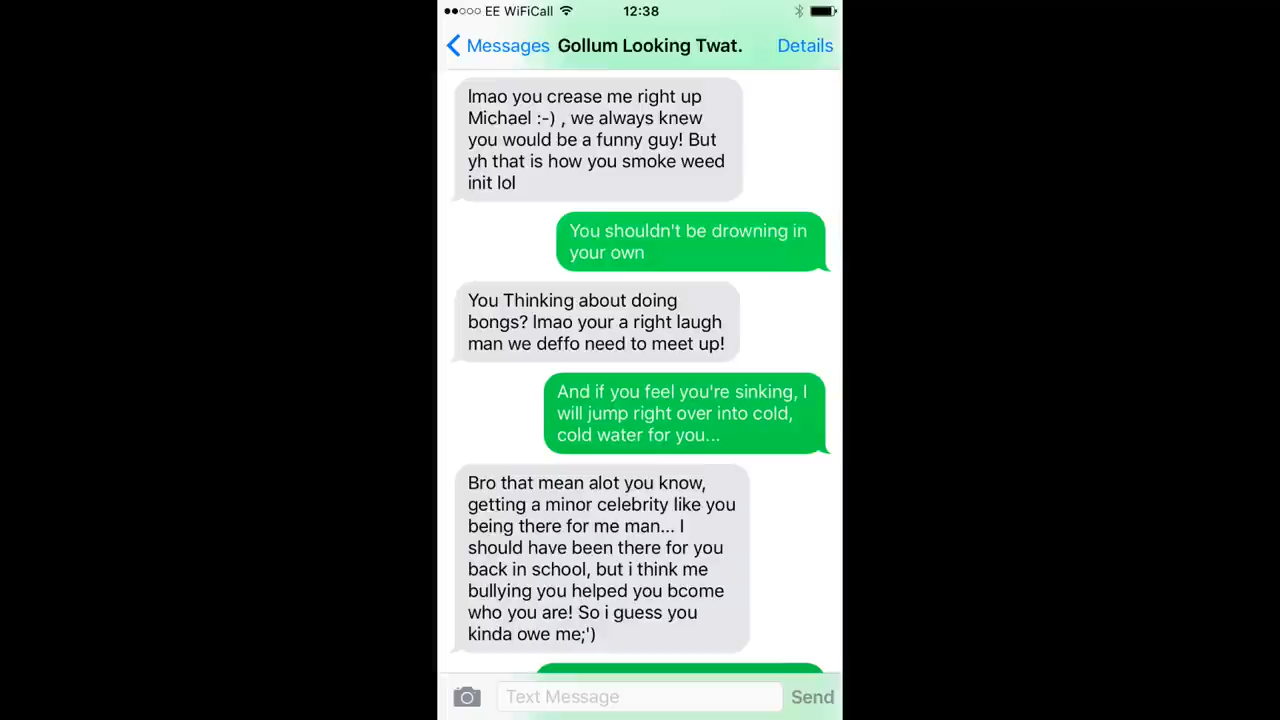 EE WiFiCall 12:38
Messages Gollum Looking Twat. Details
lmao you crease me right up
Michael :-) , we always knew
you would be a funny guy! But
yh that is how you smoke weed
init lol
You shouldn't be drowning in
your own
You Thinking about doing
bongs? lmao your a right laugh
man we deffo need to meet up!
And if you feel you're sinking, I
will jump right over into cold,
cold water for you...
Bro that mean alot you know,
getting a minor celebrity like you
being there for me man... I
should have been there for you
back in school, but i think me
bullying you helped you bcome
who you are! So i guess you
kinda owe me;')
Text Message Send